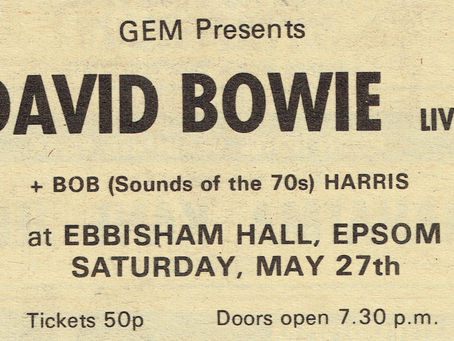 GEM Presents
DAVID BOWIE LIV
+ BOB (Sounds of the 70s) HARRIS
at EBBISHAM HALL, EPSOM
SATURDAY, MAY 27th
Tickets 50p Doors open 7.30 p.m.